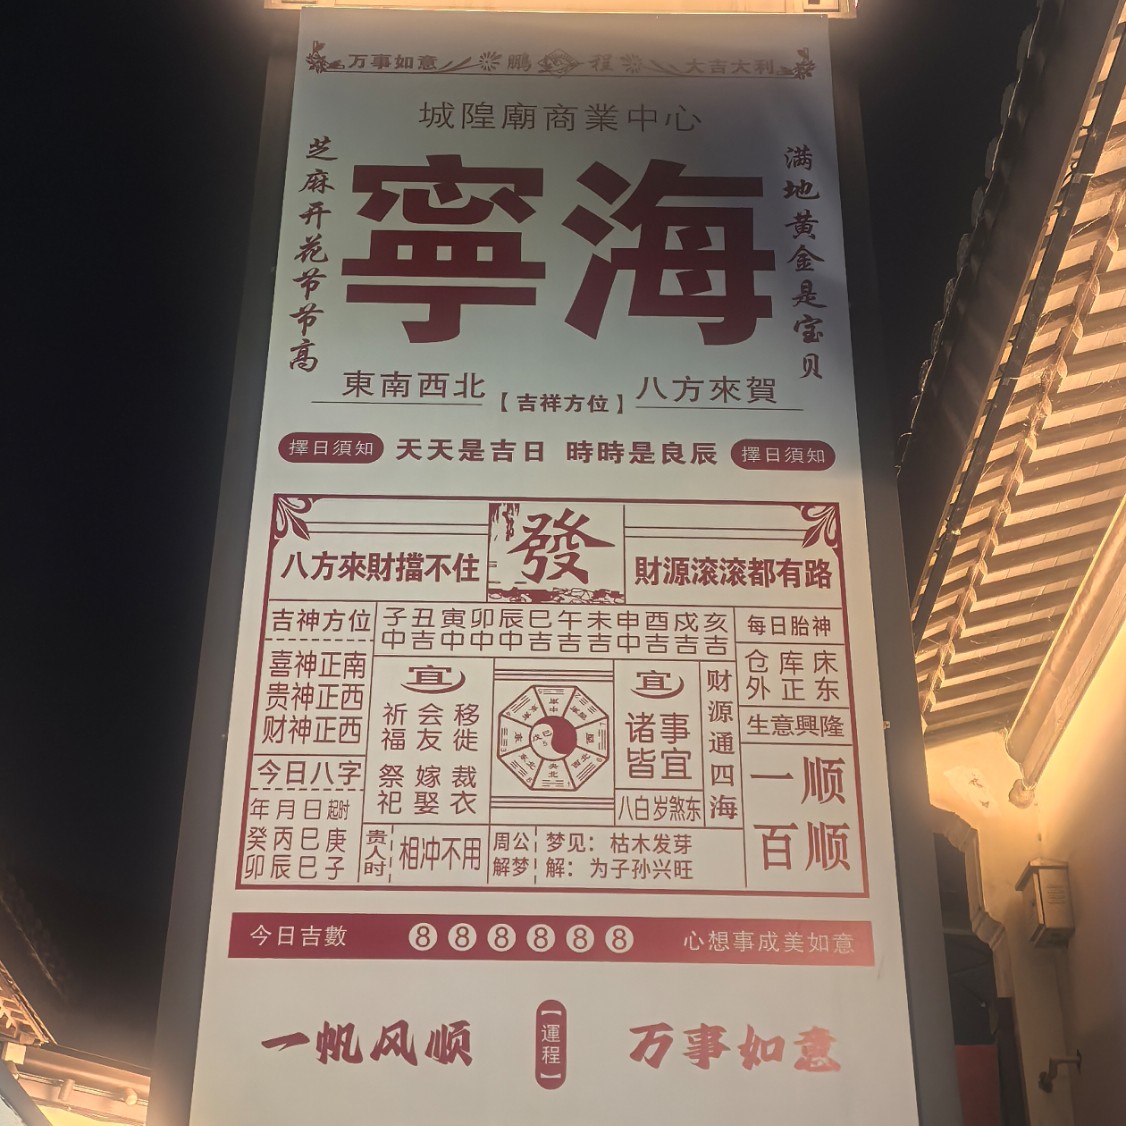 万事如意 鹏程 大吉大利
城隍廟商業中心
芝麻开花节节高
寧海
满地黄金是宝贝
東南西北 【吉祥方位】 八方來賀
擇日須知 天天是吉日 時時是良辰 擇日須知
八方來財擋不住 發 財源滚滚都有路
吉神方位
喜神正南
贵神正西
财神正西
今日八字
年月日起时
癸丙巳庚
卯辰巳子
子丑寅卯辰巳午未申酉戌亥
中吉中中中吉吉吉中吉吉吉
宜
祈福 会友 移徙
祭祀 嫁娶 裁衣
宜
诸事皆宜
八白岁煞东
财源通四海
每日胎神
仓库床
外正东
生意興隆
一顺
百顺
贵人时 相冲不用
周公解梦 梦见：枯木发芽
解：为子孙兴旺
今日吉數 888888 心想事成美如意
一帆风顺 【運程】 万事如意